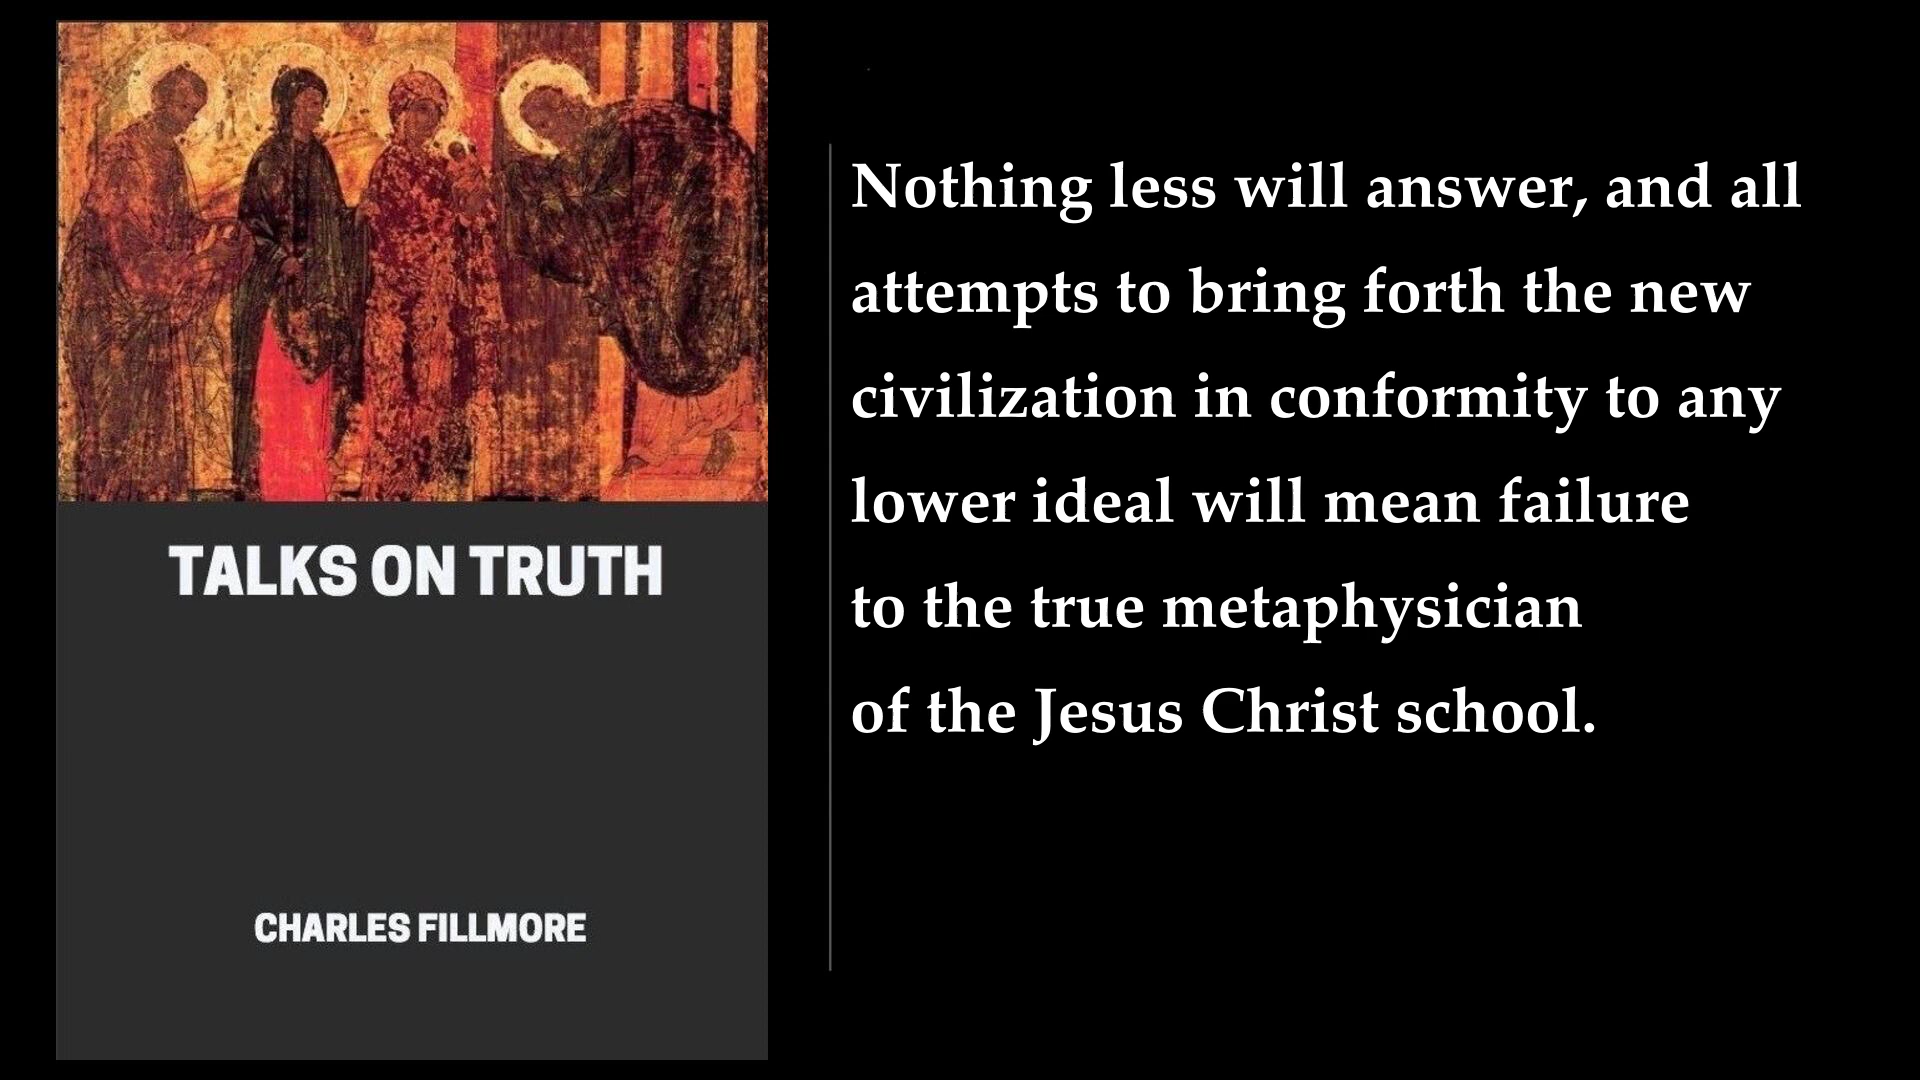 TALKS ON TRUTH
CHARLES FILLMORE
Nothing less will answer, and all
attempts to bring forth the new
civilization in conformity to any
lower ideal will mean failure
to the true metaphysician
of the Jesus Christ school.